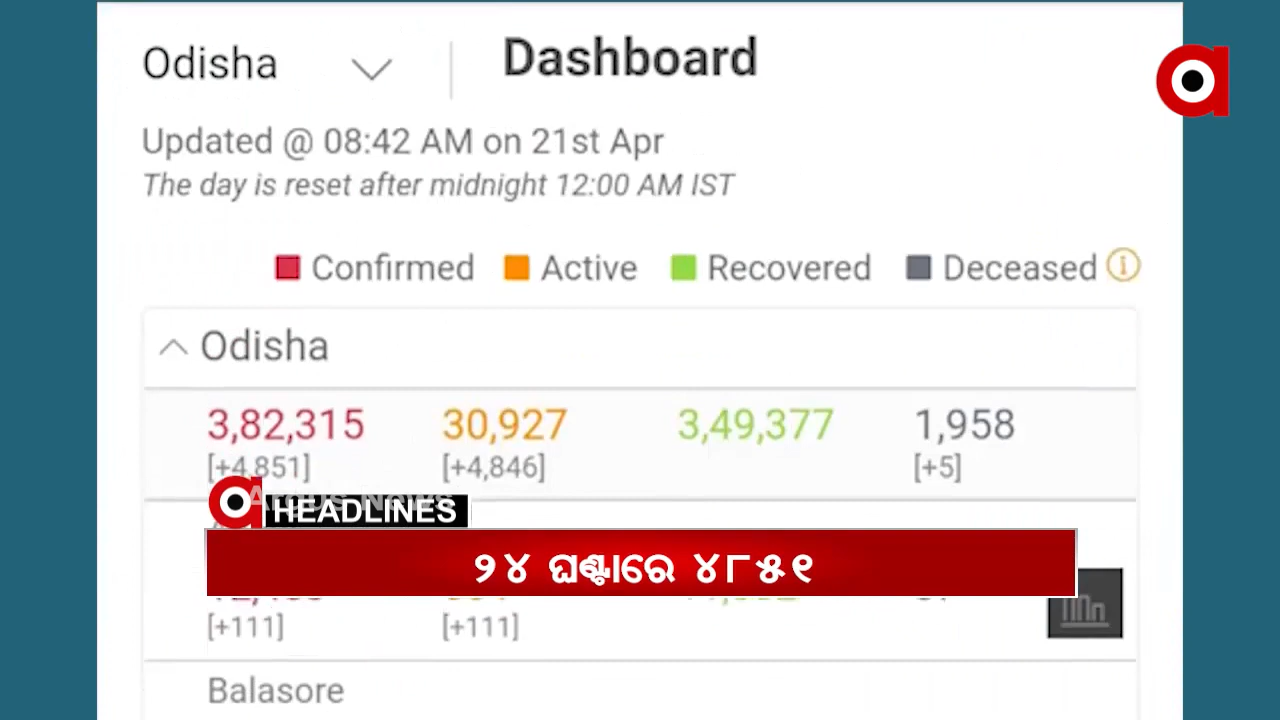 Odisha
Dashboard
Updated @ 08:42 AM on 21st Apr
The day is reset after midnight 12:00 AM IST
Confirmed Active Recovered Deceased
Odisha
3,82,315 30,927 3,49,377 1,958
[+4,851] [+4,846] [+5]
Argus News
HEADLINES
୨୪ ଘଣ୍ଟାରେ ୪୮୫୧
[+111] [+111]
Balasore